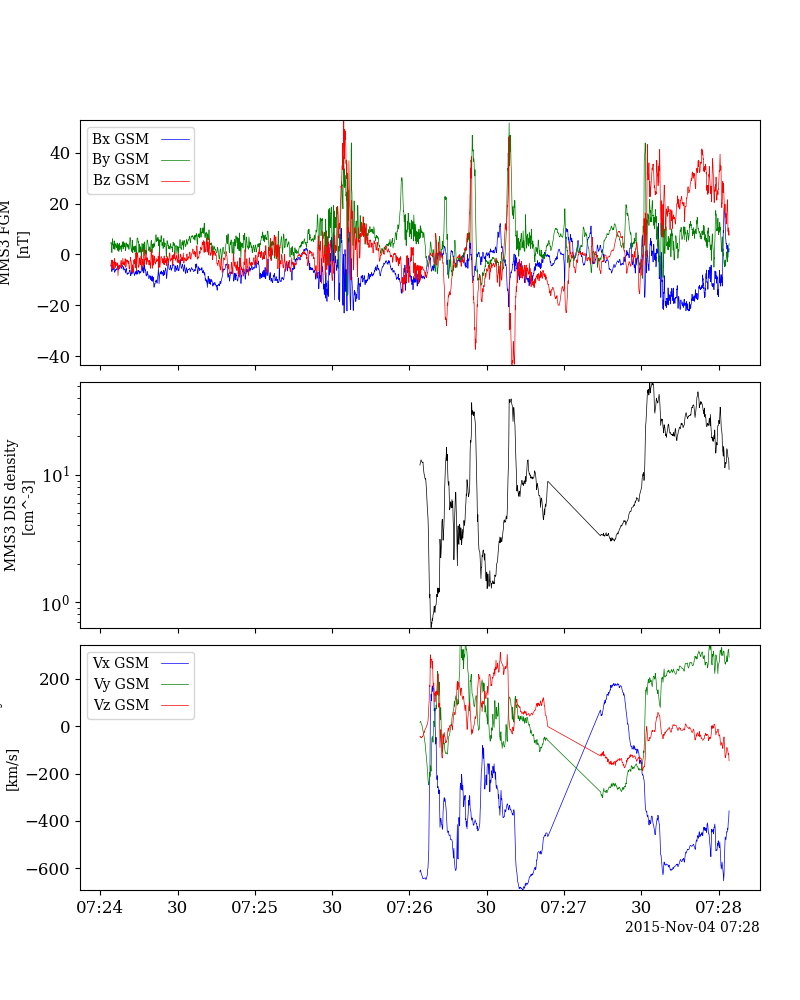 Bx GSM
By GSM
Bz GSM
40
20
0
−20
−40
MMS3 FGM
[nT]
10^1
10^0
MMS3 DIS density
[cm^-3]
Vx GSM
Vy GSM
Vz GSM
200
0
−200
−400
−600
[km/s]
07:24 30 07:25 30 07:26 30 07:27 30 07:28
2015-Nov-04 07:28